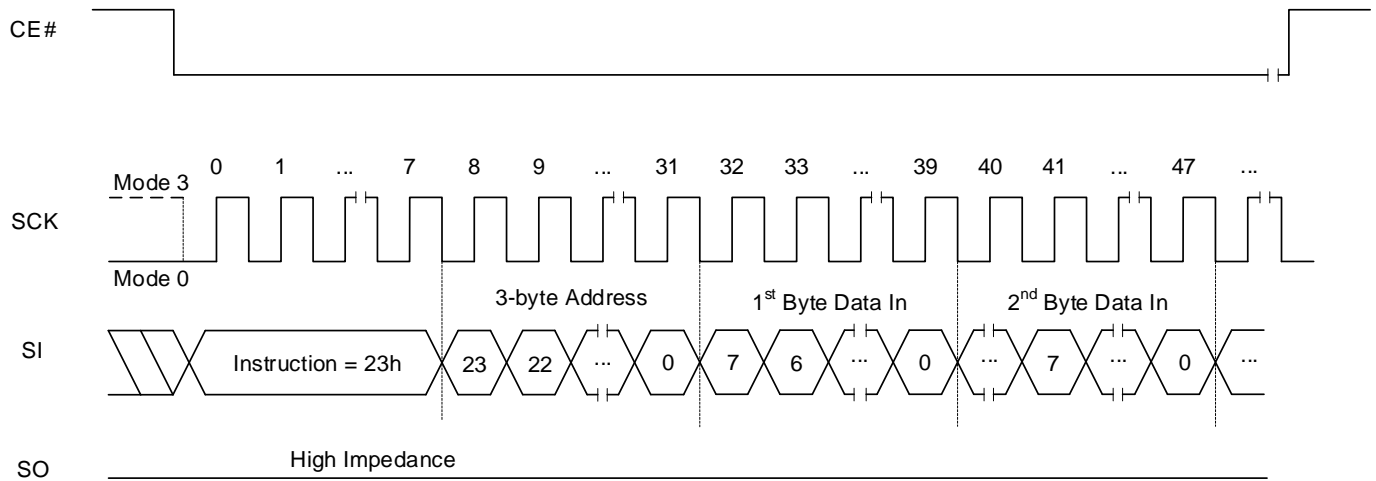 CE#
0 1 ... 7 8 9 ... 31 32 33 ... 39 40 41 ... 47 ...
Mode 3
SCK
Mode 0
3-byte Address 1st Byte Data In 2nd Byte Data In
SI Instruction = 23h 23 22 ... 0 7 6 ... 0 ... 7 ... 0 ...
High Impedance
SO